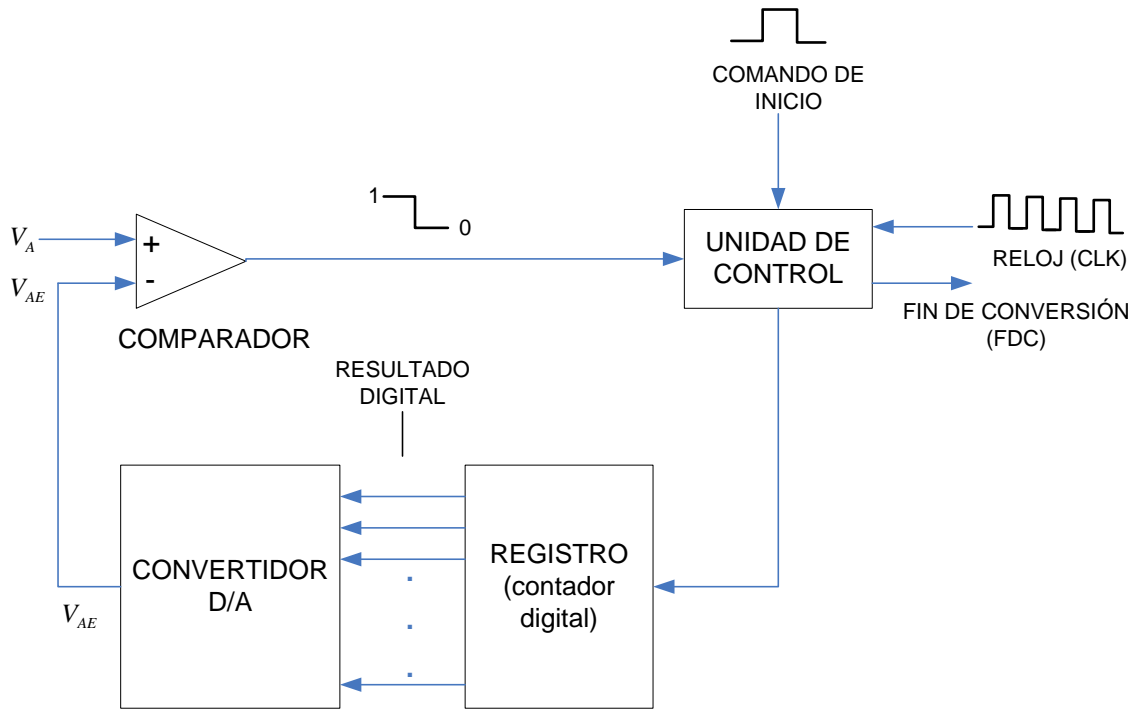 COMANDO DE
INICIO
1
0
V_A
+
V_AE
-
COMPARADOR
UNIDAD DE
CONTROL
RELOJ (CLK)
FIN DE CONVERSIÓN
(FDC)
RESULTADO
DIGITAL
CONVERTIDOR
D/A
REGISTRO
(contador
digital)
V_AE